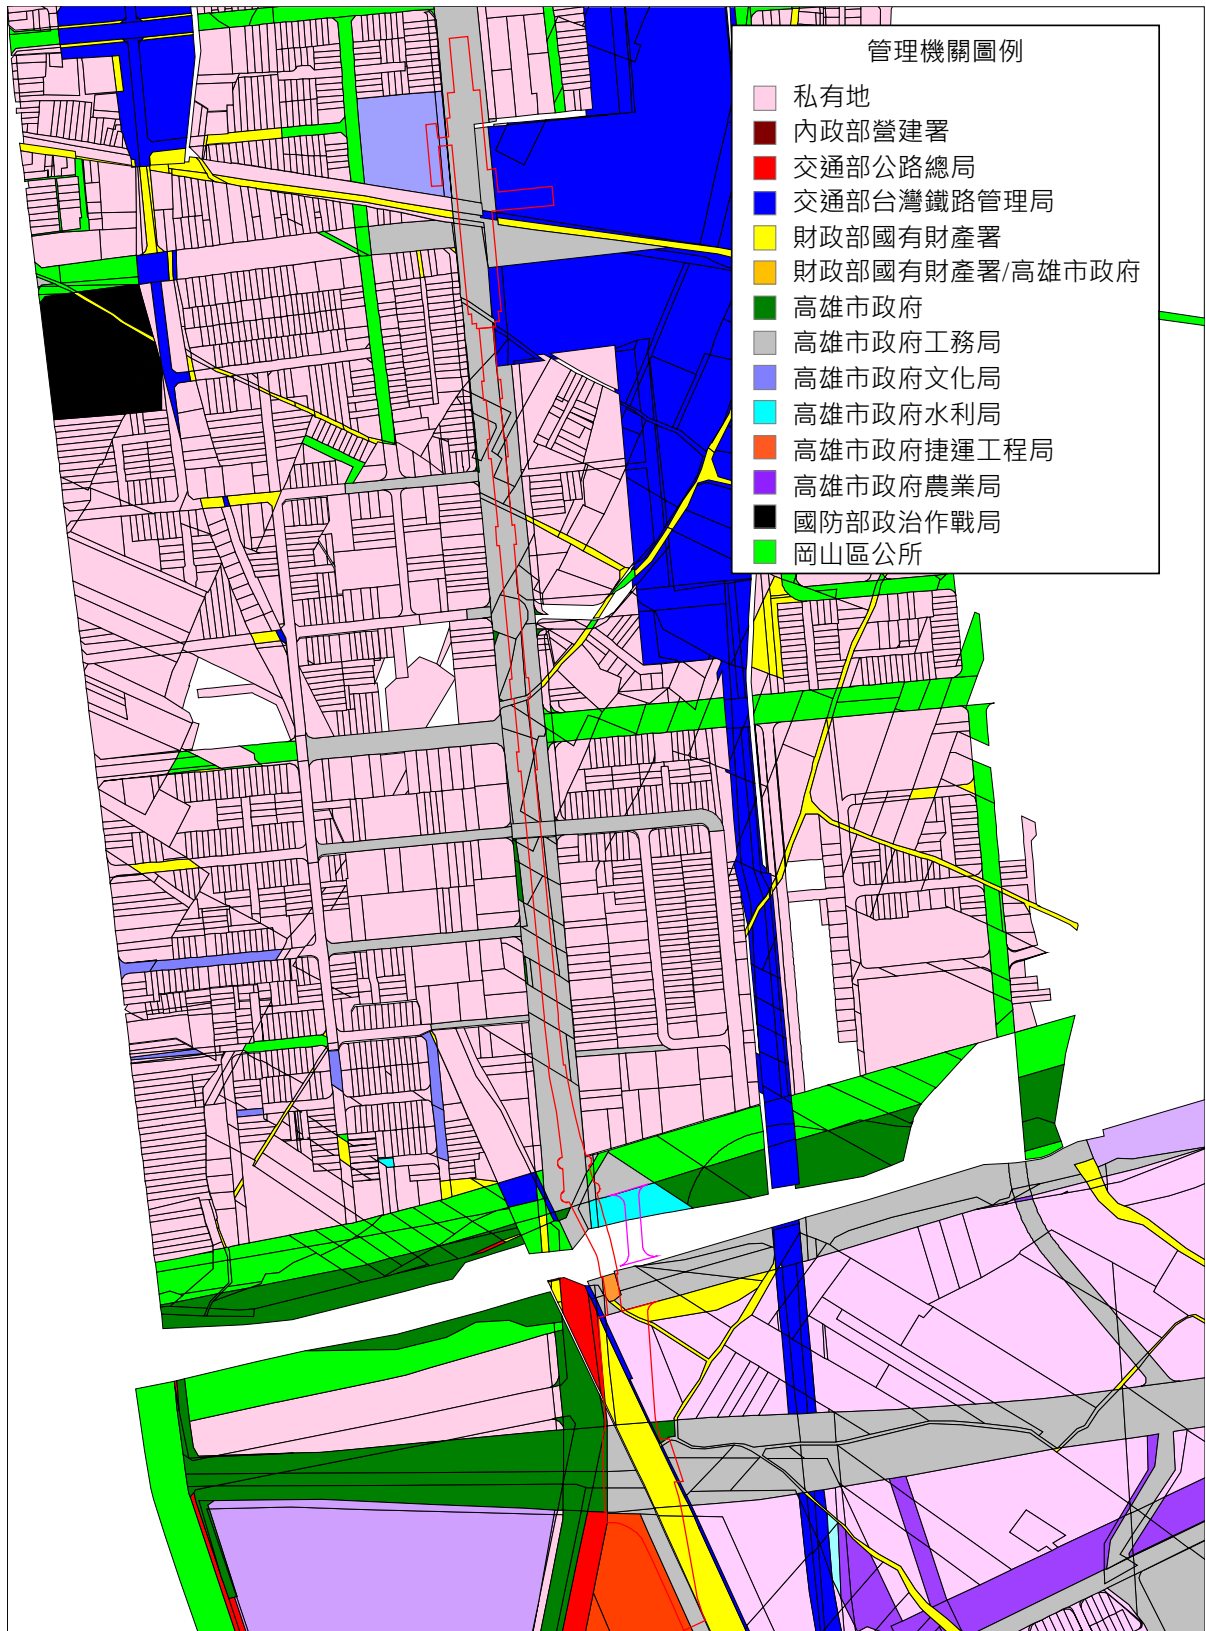 管理機關圖例
私有地
內政部營建署
交通部公路總局
交通部台灣鐵路管理局
財政部國有財產署
財政部國有財產署/高雄市政府
高雄市政府
高雄市政府工務局
高雄市政府文化局
高雄市政府水利局
高雄市政府捷運工程局
高雄市政府農業局
國防部政治作戰局
岡山區公所